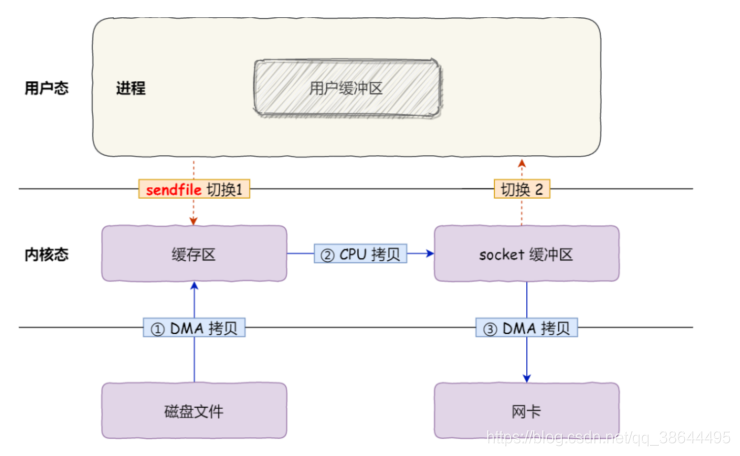 用户态
进程
用户缓冲区
sendfile 切换1
切换 2
内核态
缓存区
② CPU 拷贝
socket 缓冲区
① DMA 拷贝
③ DMA 拷贝
磁盘文件
网卡
https://blog.csdn.net/qq_38644495